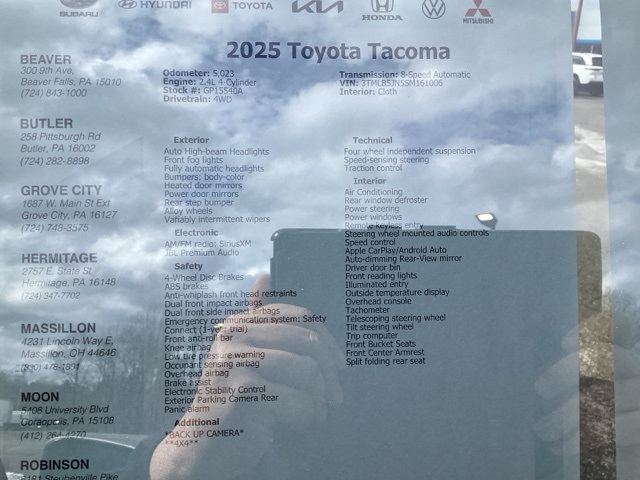 SUBARU HYUNDAI TOYOTA KIA HONDA MITSUBISHI
2025 Toyota Tacoma
BEAVER
300 9th Ave,
Beaver Falls, PA 15010
(724) 843-1000
BUTLER
258 Pittsburgh Rd
Butler, PA 16002
(724) 282-8898
GROVE CITY
1687 W. Main St Ext
Grove City, PA 16127
(724) 748-3575
HERMITAGE
2757 E. State St
Hermitage, PA 16148
(724) 347-7702
MASSILLON
4231 Lincoln Way E,
Massillon, OH 44646
(330) 478-1831
MOON
5408 University Blvd
Coraopolis, PA 15108
(412) 264-4270
ROBINSON
Steubenville Pike
Odometer: 5,023
Engine: 2.4L 4-Cylinder
Stock #: GP15540A
Drivetrain: 4WD
Transmission: 8-Speed Automatic
VIN: 3TMLB5JN5SM161006
Interior: Cloth
Exterior
Auto High-beam Headlights
Front fog lights
Fully automatic headlights
Bumpers: body-color
Heated door mirrors
Power door mirrors
Rear step bumper
Alloy wheels
Variably intermittent wipers
Electronic
AM/FM radio: SiriusXM
JBL Premium Audio
Safety
4-Wheel Disc Brakes
ABS brakes
Anti-whiplash front head restraints
Dual front impact airbags
Dual front side impact airbags
Emergency communication system: Safety
Connect (1-year trial)
Front anti-roll bar
Knee airbag
Low tire pressure warning
Occupant sensing airbag
Overhead airbag
Brake assist
Electronic Stability Control
Exterior Parking Camera Rear
Panic alarm
Additional
*BACK UP CAMERA*
**4X4**
Technical
Four wheel independent suspension
Speed-sensing steering
Traction control
Interior
Air Conditioning
Rear window defroster
Power steering
Power windows
Remote keyless entry
Steering wheel mounted audio controls
Speed control
Apple CarPlay/Android Auto
Auto-dimming Rear-View mirror
Driver door bin
Front reading lights
Illuminated entry
Outside temperature display
Overhead console
Tachometer
Telescoping steering wheel
Tilt steering wheel
Trip computer
Front Bucket Seats
Front Center Armrest
Split folding rear seat